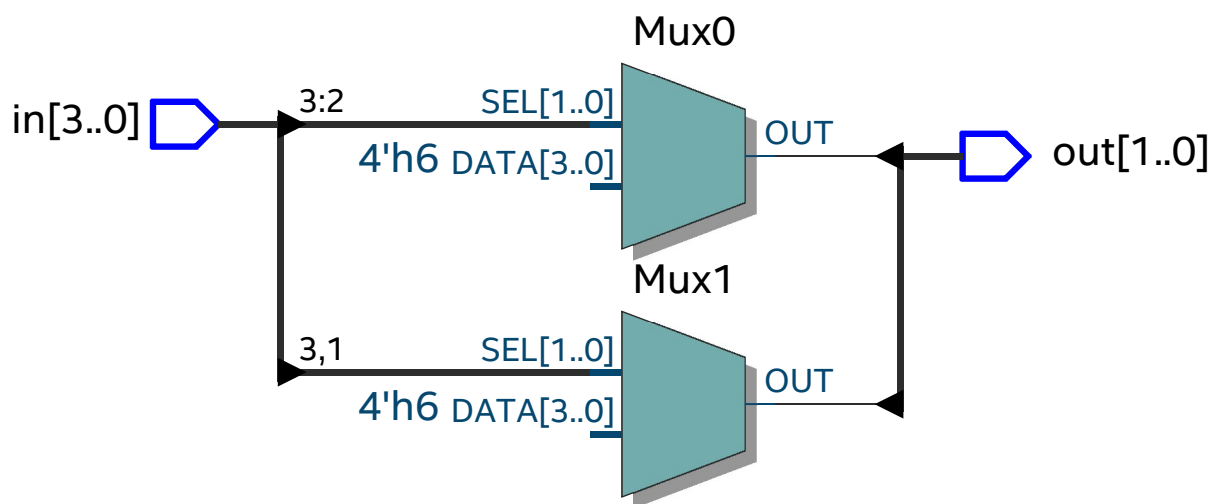 Mux0
in[3..0]
3:2
SEL[1..0]
4'h6 DATA[3..0]
OUT
out[1..0]
Mux1
3,1
SEL[1..0]
4'h6 DATA[3..0]
OUT